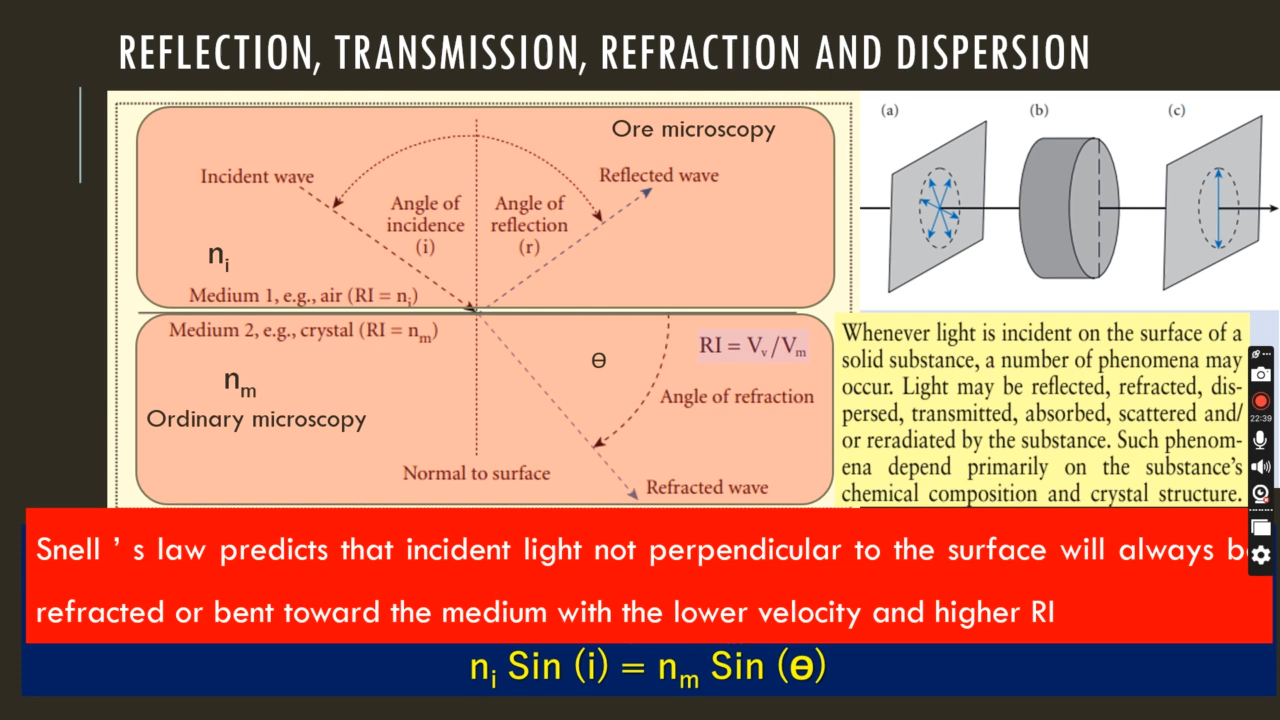 REFLECTION, TRANSMISSION, REFRACTION AND DISPERSION
Ore microscopy
Incident wave
Reflected wave
Angle of
incidence
(i)
Angle of
reflection
(r)
nᵢ
Medium 1, e.g., air (RI = nᵢ)
Medium 2, e.g., crystal (RI = nₘ)
RI = Vᵥ/Vₘ
ɵ
nₘ
Angle of refraction
Ordinary microscopy
Normal to surface
Refracted wave
(a)
(b)
(c)
Whenever light is incident on the surface of a
solid substance, a number of phenomena may
occur. Light may be reflected, refracted, dis-
persed, transmitted, absorbed, scattered and/
or reradiated by the substance. Such phenom-
ena depend primarily on the substance's
chemical composition and crystal structure.
22:39
Snell ' s law predicts that incident light not perpendicular to the surface will always be
refracted or bent toward the medium with the lower velocity and higher RI
nᵢ Sin (i) = nₘ Sin (ɵ)